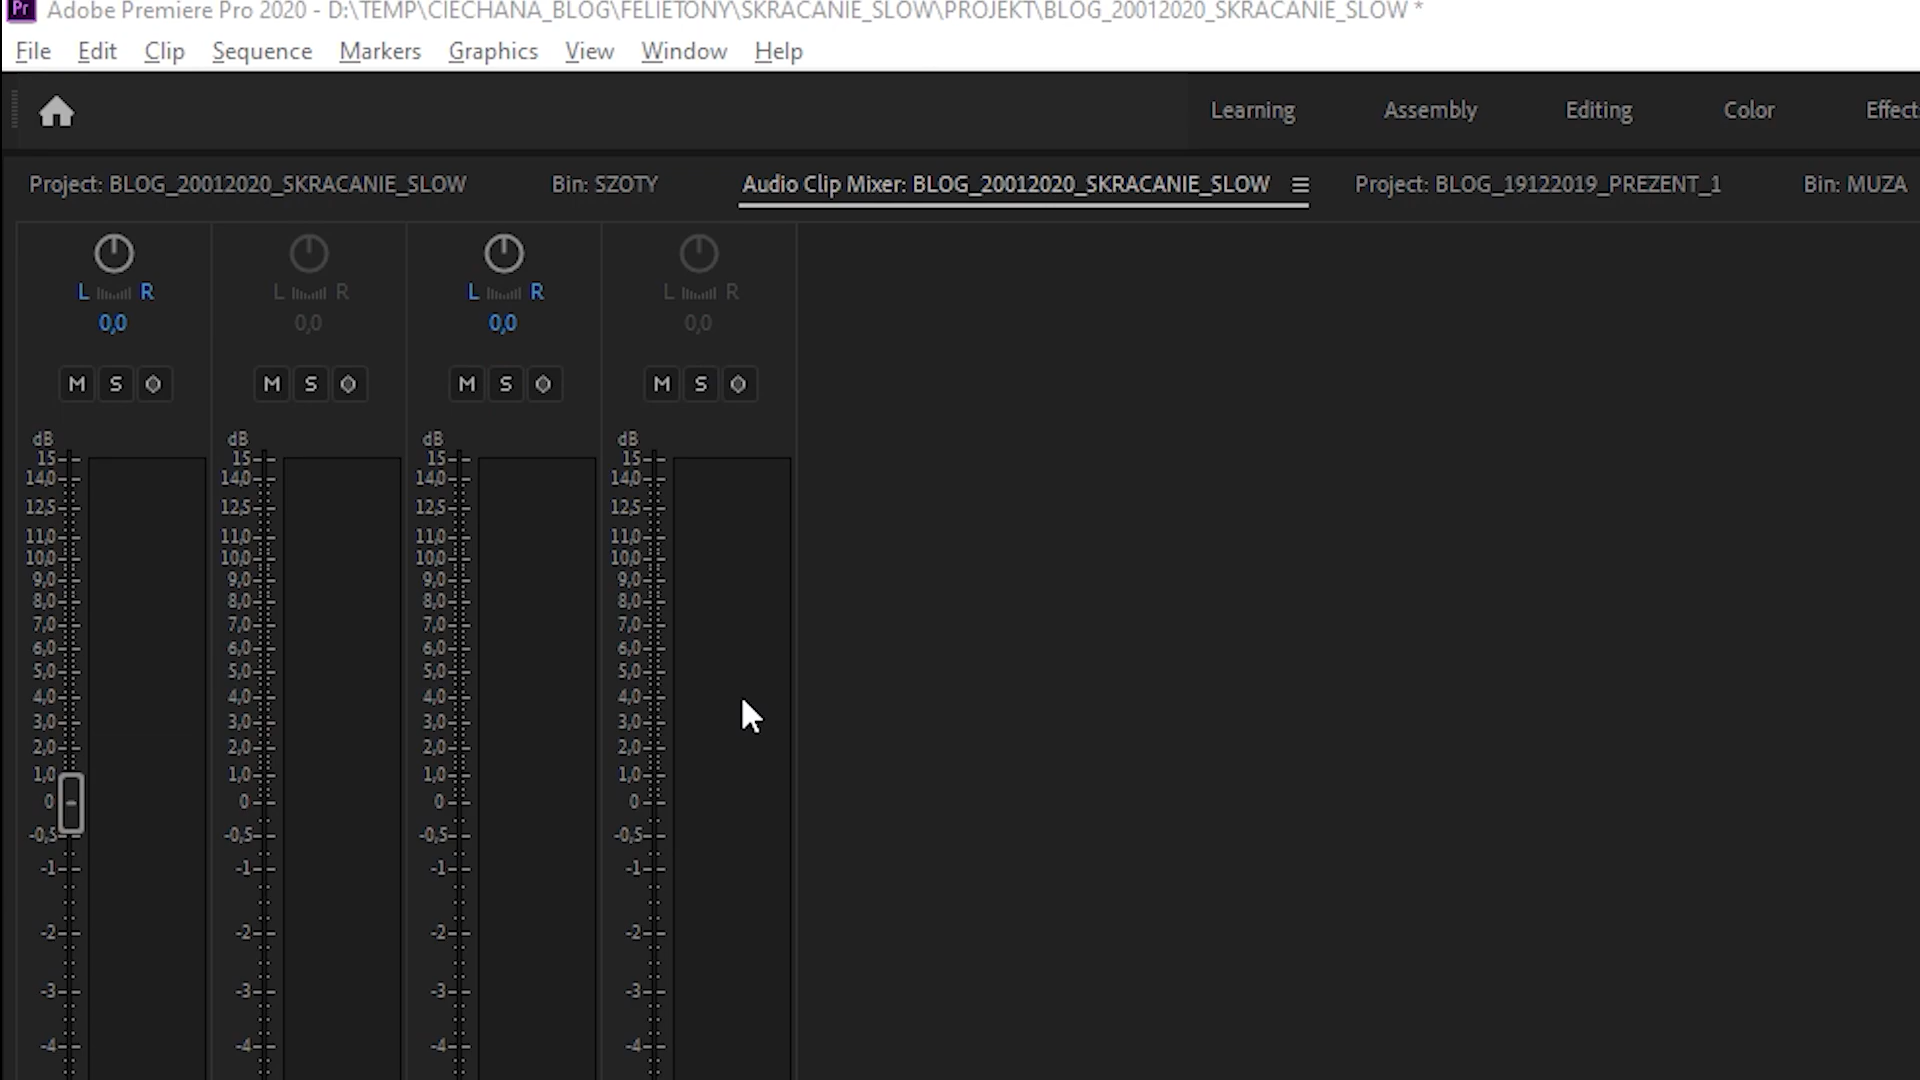 Pr Adobe Premiere Pro 2020 - D:\TEMP\CIECHANA_BLOG\FELIETONY\SKRACANIE_SLOW\PROJEKT\BLOG_20012020_SKRACANIE_SLOW *
File Edit Clip Sequence Markers Graphics View Window Help
Learning Assembly Editing Color Effect
Project: BLOG_20012020_SKRACANIE_SLOW Bin: SZOTY Audio Clip Mixer: BLOG_20012020_SKRACANIE_SLOW Project: BLOG_19122019_PREZENT_1 Bin: MUZA
L R L R L R L R
0,0 0,0 0,0 0,0
M S M S M S M S
dB dB dB dB
15 15 15 15
14,0 14,0 14,0 14,0
12,5 12,5 12,5 12,5
11,0 11,0 11,0 11,0
10,0 10,0 10,0 10,0
9,0 9,0 9,0 9,0
8,0 8,0 8,0 8,0
7,0 7,0 7,0 7,0
6,0 6,0 6,0 6,0
5,0 5,0 5,0 5,0
4,0 4,0 4,0 4,0
3,0 3,0 3,0 3,0
2,0 2,0 2,0 2,0
1,0 1,0 1,0 1,0
0 0 0 0
-0,5 -0,5 -0,5 -0,5
-1 -1 -1 -1
-2 -2 -2 -2
-3 -3 -3 -3
-4 -4 -4 -4